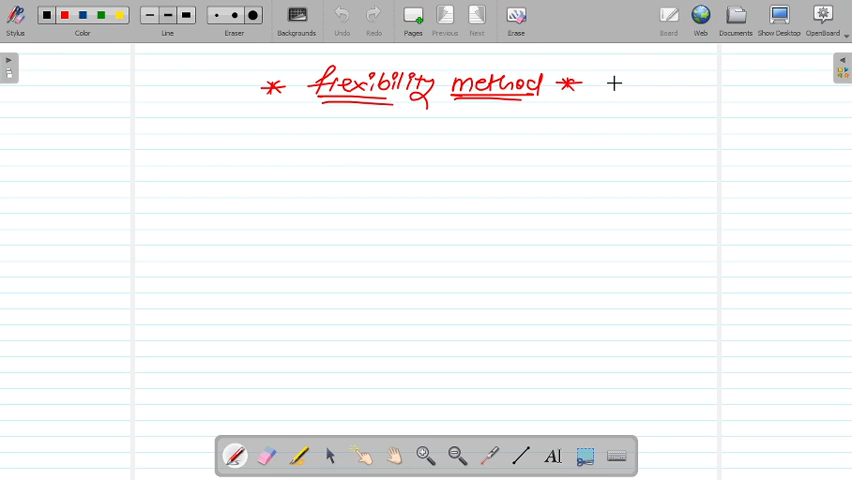 Stylus Color Line Eraser Backgrounds Undo Redo Pages Previous Next Erase Board Web Documents Show Desktop OpenBoard
* flexibility method *
AI